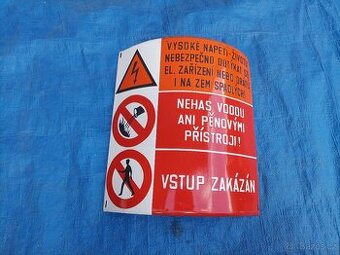 VYSOKÉ NAPĚTÍ-ŽIVOTU
NEBEZPEČNO DOTÝKAT SE
EL. ZAŘÍZENÍ NEBO DRÁTŮ
I NA ZEM SPADLÝCH!
NEHAS VODOU
ANI PĚNOVÝMI
PŘÍSTROJI!
VSTUP ZAKÁZÁN